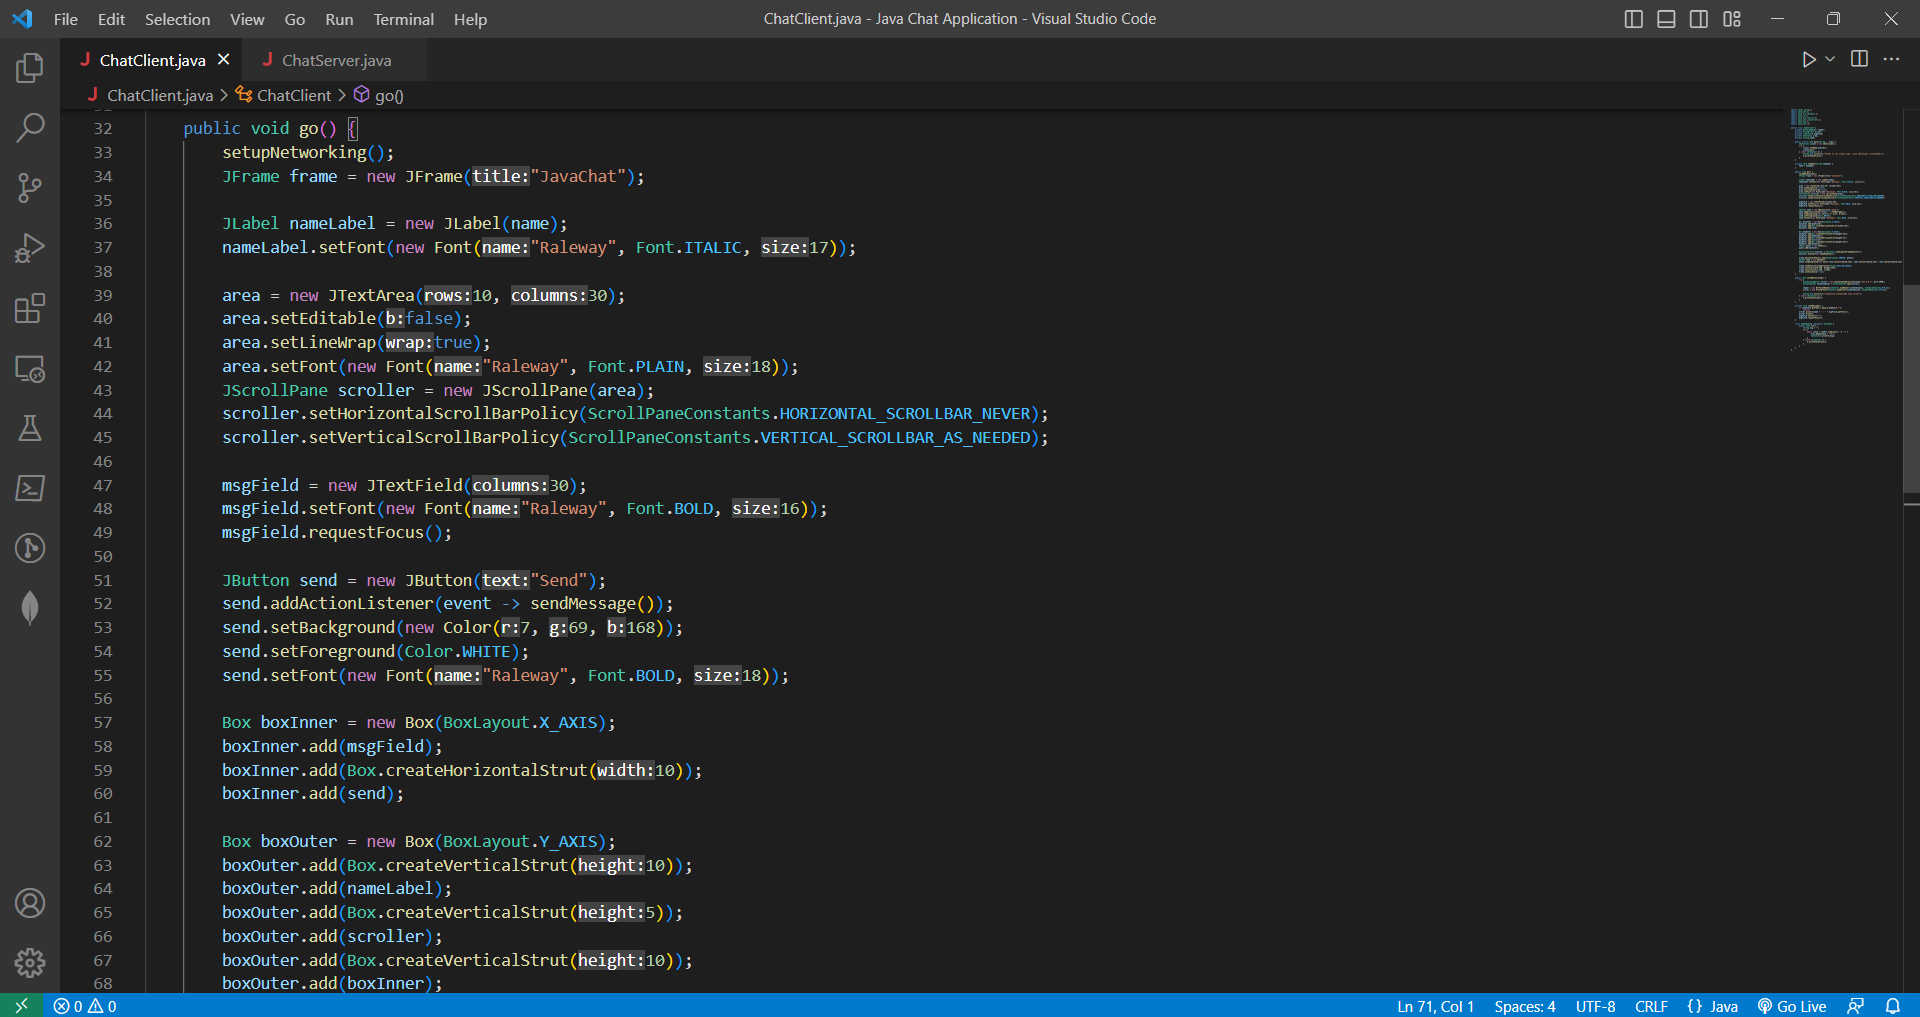 File Edit Selection View Go Run Terminal Help
ChatClient.java - Java Chat Application - Visual Studio Code
J ChatClient.java
J ChatServer.java
J ChatClient.java > ChatClient > go()
32 public void go() {
33 setupNetworking();
34 JFrame frame = new JFrame(title:"JavaChat");
35
36 JLabel nameLabel = new JLabel(name);
37 nameLabel.setFont(new Font(name:"Raleway", Font.ITALIC, size:17));
38
39 area = new JTextArea(rows:10, columns:30);
40 area.setEditable(b:false);
41 area.setLineWrap(wrap:true);
42 area.setFont(new Font(name:"Raleway", Font.PLAIN, size:18));
43 JScrollPane scroller = new JScrollPane(area);
44 scroller.setHorizontalScrollBarPolicy(ScrollPaneConstants.HORIZONTAL_SCROLLBAR_NEVER);
45 scroller.setVerticalScrollBarPolicy(ScrollPaneConstants.VERTICAL_SCROLLBAR_AS_NEEDED);
46
47 msgField = new JTextField(columns:30);
48 msgField.setFont(new Font(name:"Raleway", Font.BOLD, size:16));
49 msgField.requestFocus();
50
51 JButton send = new JButton(text:"Send");
52 send.addActionListener(event -> sendMessage());
53 send.setBackground(new Color(r:7, g:69, b:168));
54 send.setForeground(Color.WHITE);
55 send.setFont(new Font(name:"Raleway", Font.BOLD, size:18));
56
57 Box boxInner = new Box(BoxLayout.X_AXIS);
58 boxInner.add(msgField);
59 boxInner.add(Box.createHorizontalStrut(width:10));
60 boxInner.add(send);
61
62 Box boxOuter = new Box(BoxLayout.Y_AXIS);
63 boxOuter.add(Box.createVerticalStrut(height:10));
64 boxOuter.add(nameLabel);
65 boxOuter.add(Box.createVerticalStrut(height:5));
66 boxOuter.add(scroller);
67 boxOuter.add(Box.createVerticalStrut(height:10));
68 boxOuter.add(boxInner);
0 0 Ln 71, Col 1 Spaces: 4 UTF-8 CRLF {} Java Go Live